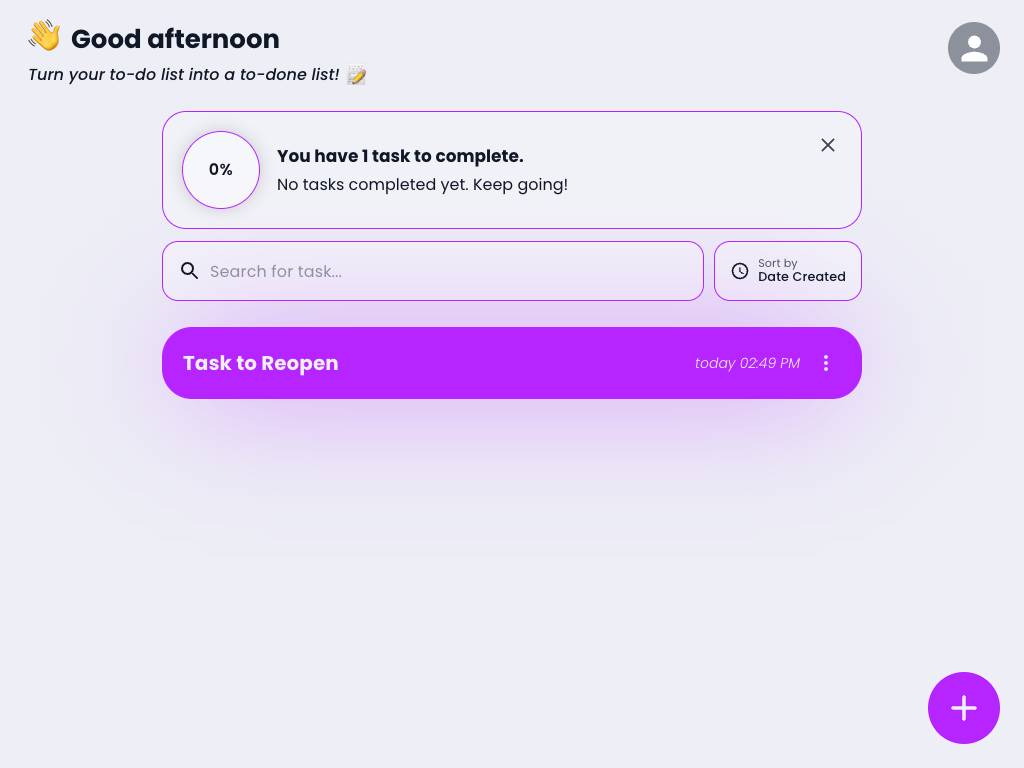 👋 Good afternoon
Turn your to-do list into a to-done list! 📝
0%
You have 1 task to complete.
No tasks completed yet. Keep going!
Search for task...
Sort by
Date Created
Task to Reopen
today 02:49 PM